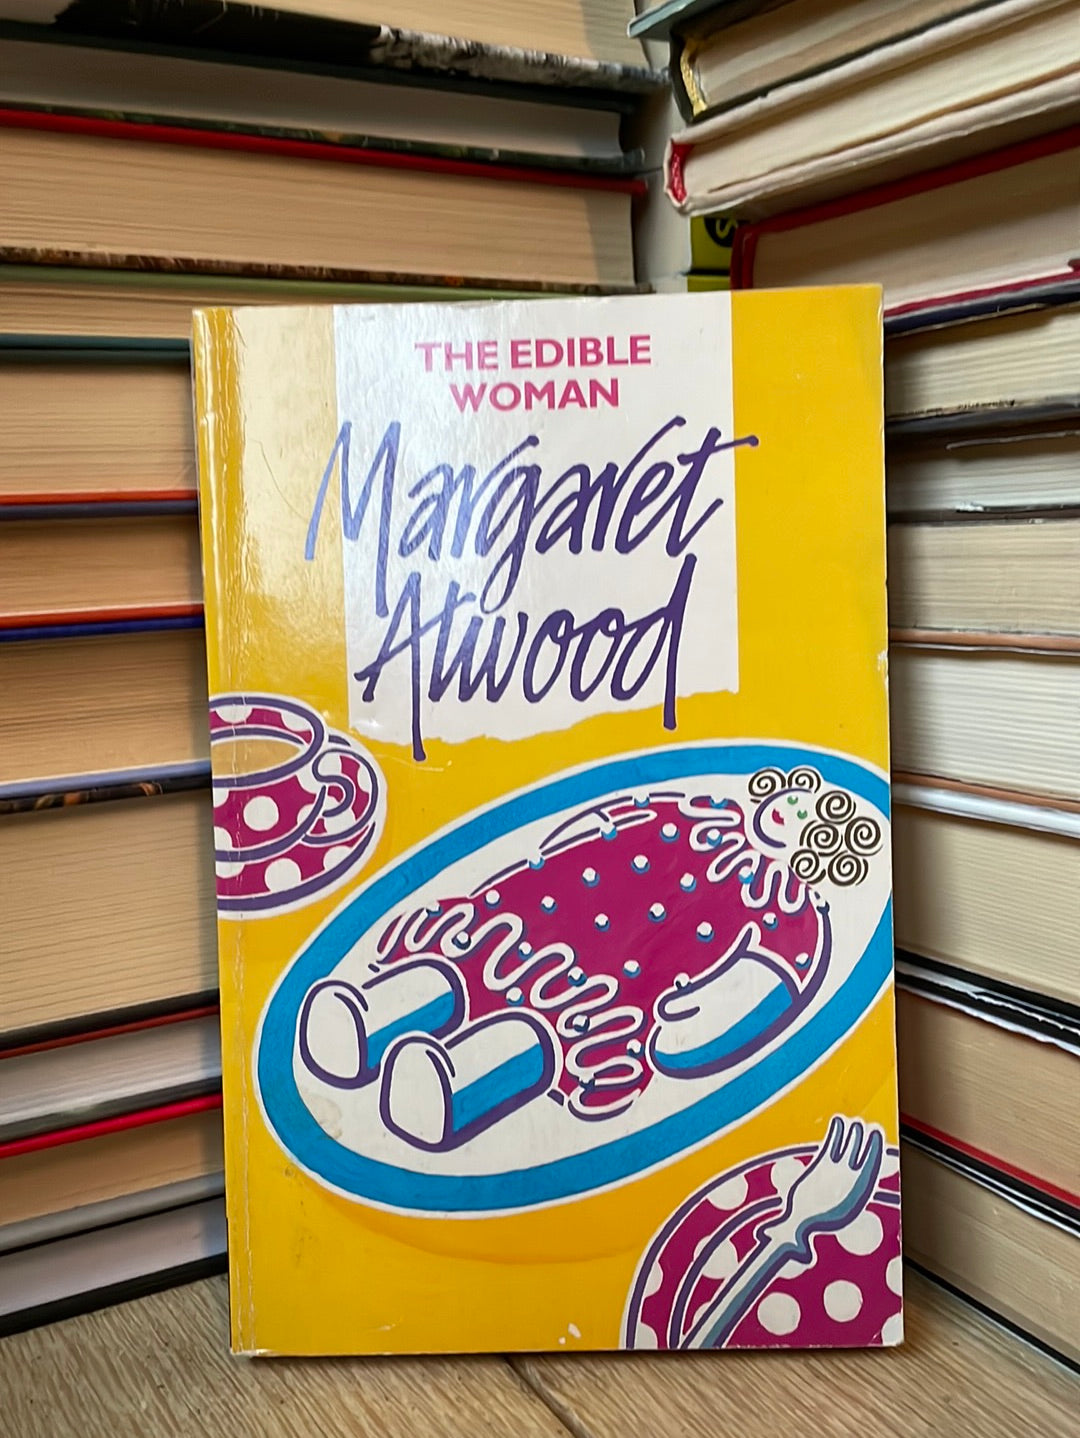 THE EDIBLE
WOMAN
Margaret
Atwood